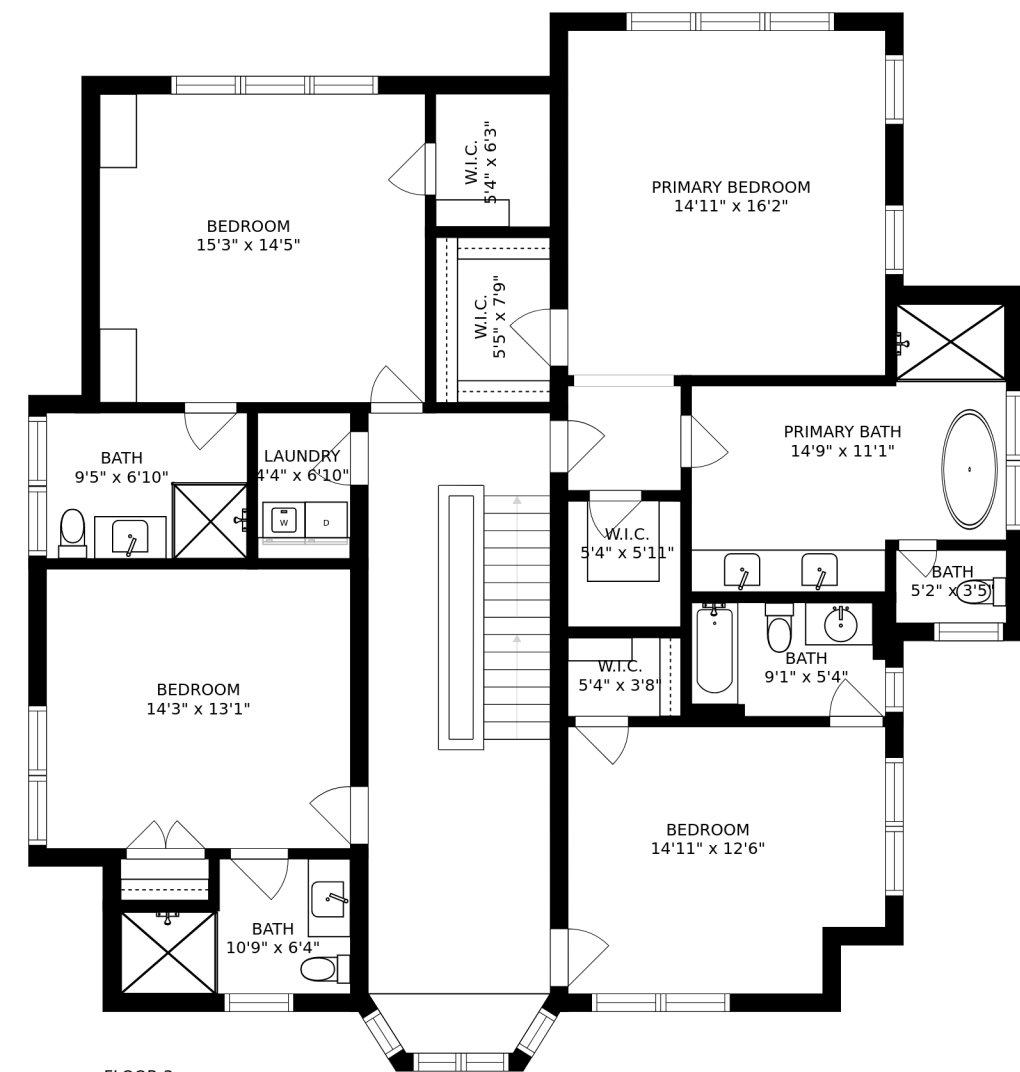 PRIMARY BEDROOM
14'11" x 16'2"
W.I.C.
5'4" x 6'3"
BEDROOM
15'3" x 14'5"
W.I.C.
5'5" x 7'9"
PRIMARY BATH
14'9" x 11'1"
BATH
9'5" x 6'10"
LAUNDRY
4'4" x 6'10"
W
D
W.I.C.
5'4" x 5'11"
BATH
5'2" x 3'5"
W.I.C.
5'4" x 3'8"
BATH
9'1" x 5'4"
BEDROOM
14'3" x 13'1"
BEDROOM
14'11" x 12'6"
BATH
10'9" x 6'4"